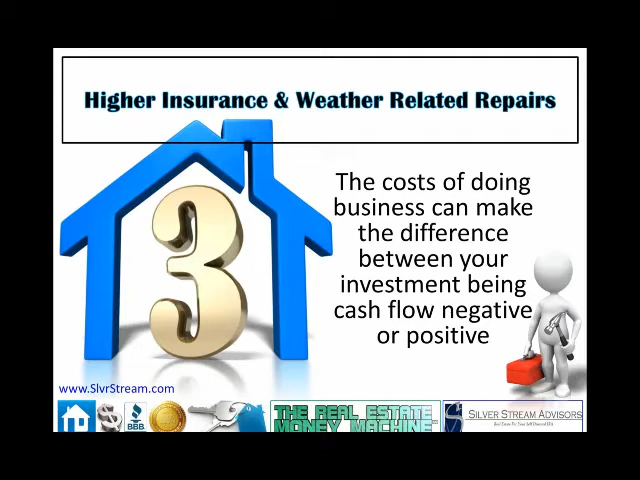 Higher Insurance & Weather Related Repairs
3
The costs of doing
business can make
the difference
between your
investment being
cash flow negative
or positive
www.SlvrStream.com
BBB
THE REAL ESTATE
MONEY MACHINE
SILVER STREAM ADVISORS